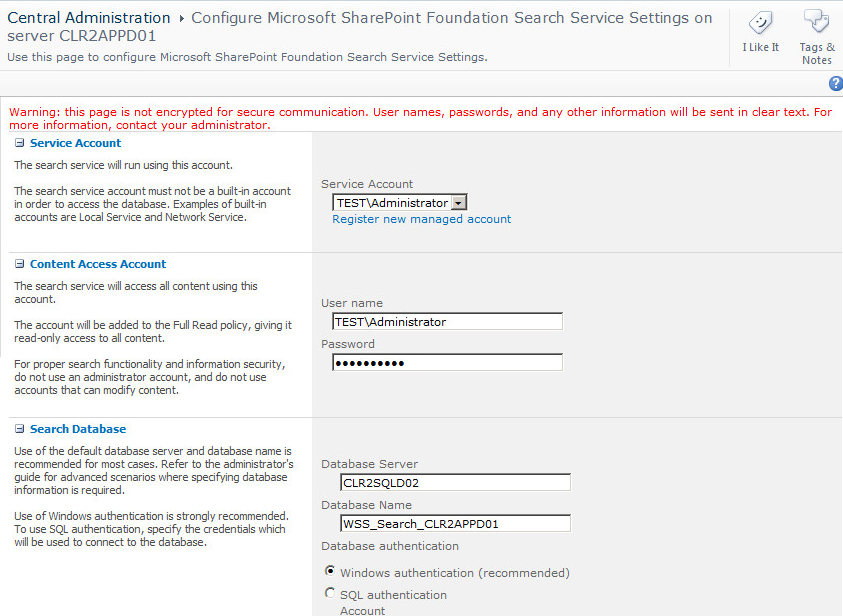 Central Administration ▸ Configure Microsoft SharePoint Foundation Search Service Settings on
server CLR2APPD01
Use this page to configure Microsoft SharePoint Foundation Search Service Settings.
I Like It
Tags &
Notes
Warning: this page is not encrypted for secure communication. User names, passwords, and any other information will be sent in clear text. For
more information, contact your administrator.
Service Account
The search service will run using this account.
The search service account must not be a built-in account
in order to access the database. Examples of built-in
accounts are Local Service and Network Service.
Service Account
TEST\Administrator
Register new managed account
Content Access Account
The search service will access all content using this
account.
The account will be added to the Full Read policy, giving it
read-only access to all content.
For proper search functionality and information security,
do not use an administrator account, and do not use
accounts that can modify content.
User name
TEST\Administrator
Password
••••••••••
Search Database
Use of the default database server and database name is
recommended for most cases. Refer to the administrator's
guide for advanced scenarios where specifying database
information is required.
Use of Windows authentication is strongly recommended.
To use SQL authentication, specify the credentials which
will be used to connect to the database.
Database Server
CLR2SQLD02
Database Name
WSS_Search_CLR2APPD01
Database authentication
Windows authentication (recommended)
SQL authentication
Account